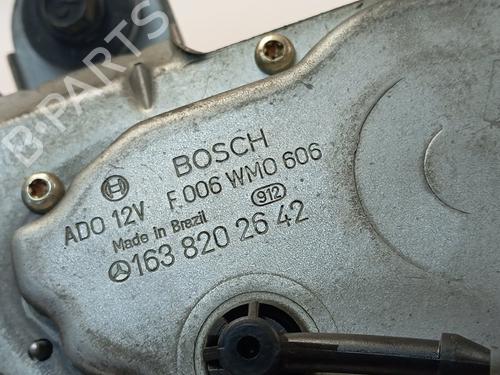 B-PARTS
BOSCH
ADO 12V F 006 WM0 606
Made in Brazil 912
163 820 26 42